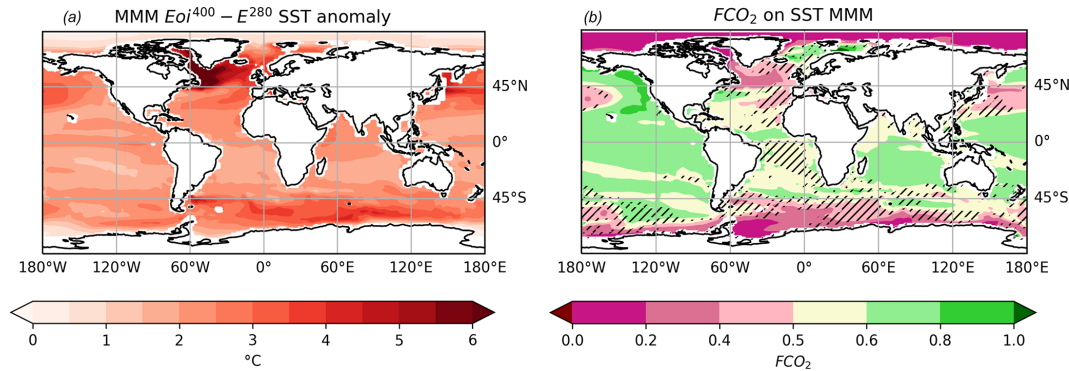 (a) MMM Eoi⁴⁰⁰ − E²⁸⁰ SST anomaly
45°N
0°
45°S
180°W 120°W 60°W 0° 60°E 120°E 180°E
0 1 2 3 4 5 6
°C
(b) FCO₂ on SST MMM
45°N
0°
45°S
180°W 120°W 60°W 0° 60°E 120°E 180°E
0.0 0.2 0.4 0.5 0.6 0.8 1.0
FCO₂